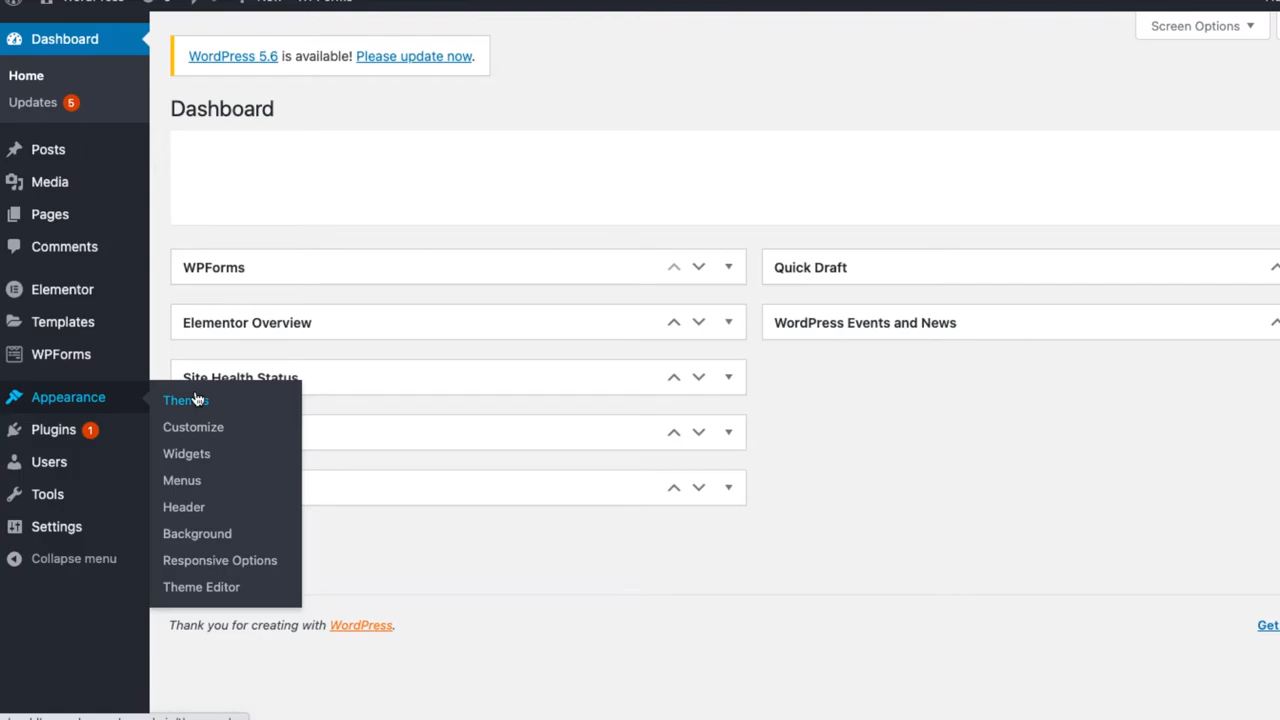 Dashboard
Home
Updates 5
Posts
Media
Pages
Comments
Elementor
Templates
WPForms
Appearance
Plugins 1
Users
Tools
Settings
Collapse menu
Themes
Customize
Widgets
Menus
Header
Background
Responsive Options
Theme Editor
Screen Options
WordPress 5.6 is available! Please update now.
Dashboard
WPForms
Elementor Overview
Site Health Status
Quick Draft
WordPress Events and News
Thank you for creating with WordPress.
Get